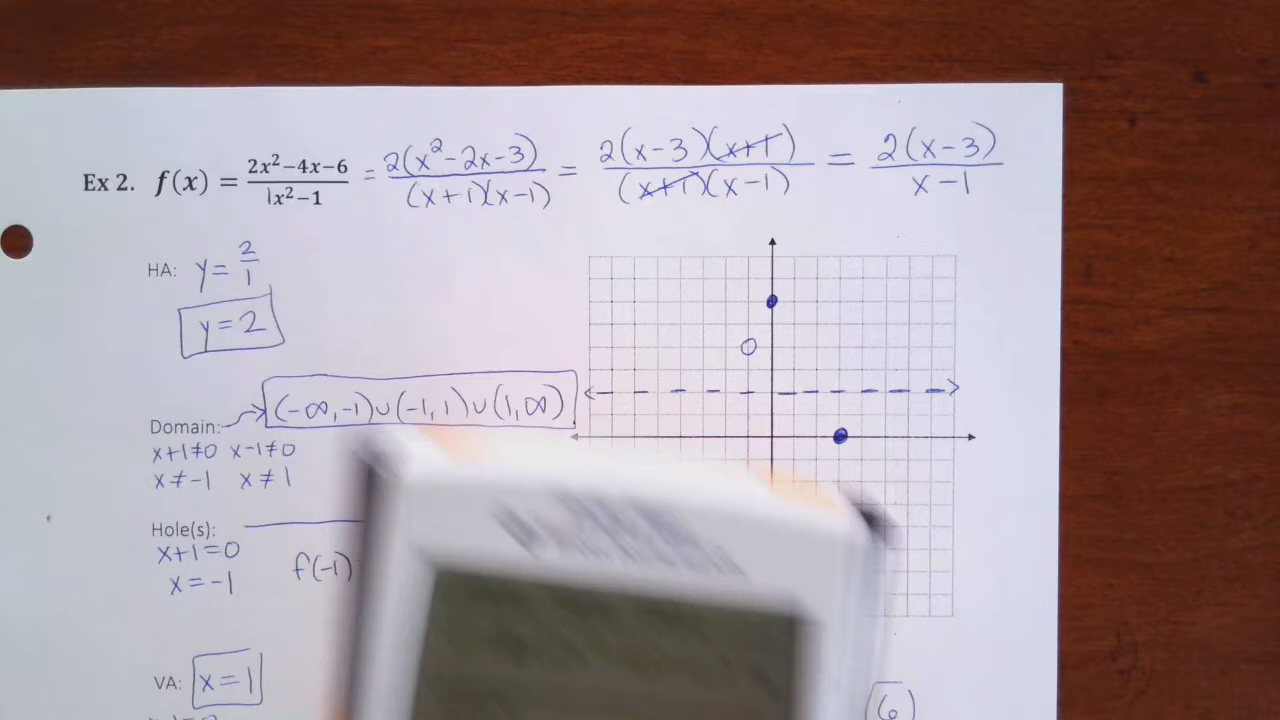 Ex 2. f(x) = 2x²−4x−6 / x²−1 = 2(x²-2x-3) / (x+1)(x-1) = 2(x-3)(x+1) / (x+1)(x-1) = 2(x-3) / x-1
HA: y = 2/1
y=2
Domain: (-∞,-1)∪(-1,1)∪(1,∞)
x+1≠0 x-1≠0
x≠-1 x≠1
Hole(s):
x+1=0
x=-1 f(-1)
VA: x=1
6